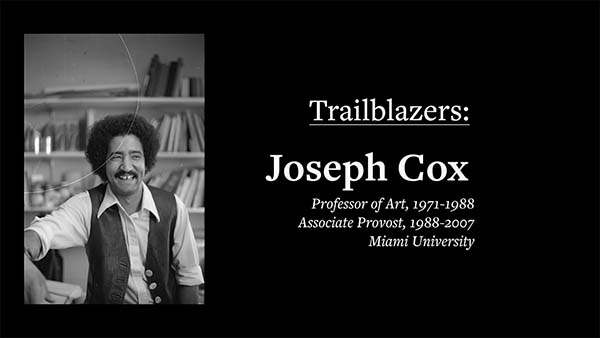 Trailblazers:
Joseph Cox
Professor of Art, 1971-1988
Associate Provost, 1988-2007
Miami University